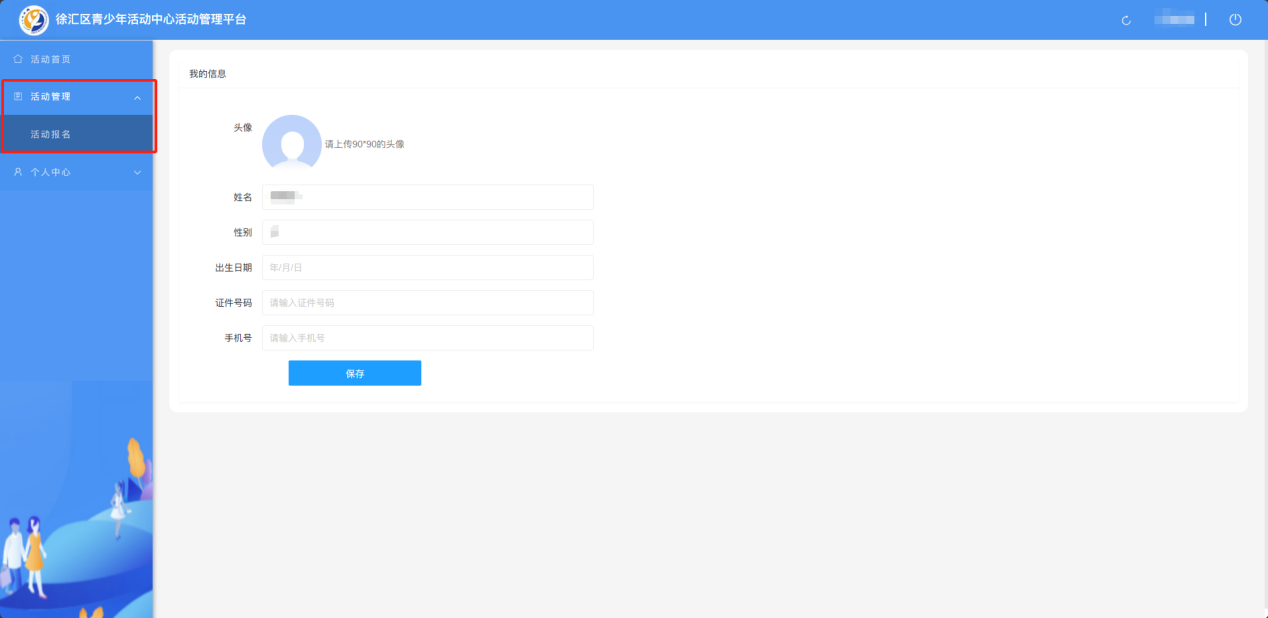 徐汇区青少年活动中心活动管理平台
活动首页
活动管理
活动报名
个人中心
我的信息
头像
请上传90*90的头像
姓名
性别
出生日期
年/月/日
证件号码
请输入证件号码
手机号
请输入手机号
保存